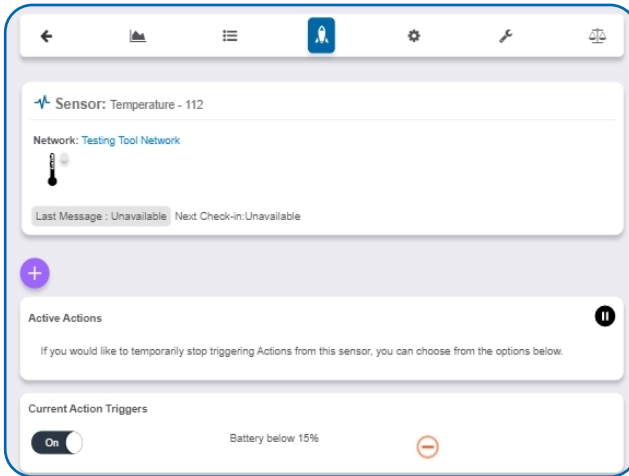 Sensor: Temperature - 112
Network: Testing Tool Network
Last Message : Unavailable Next Check-in:Unavailable
Active Actions
If you would like to temporarily stop triggering Actions from this sensor, you can choose from the options below.
Current Action Triggers
On Battery below 15%